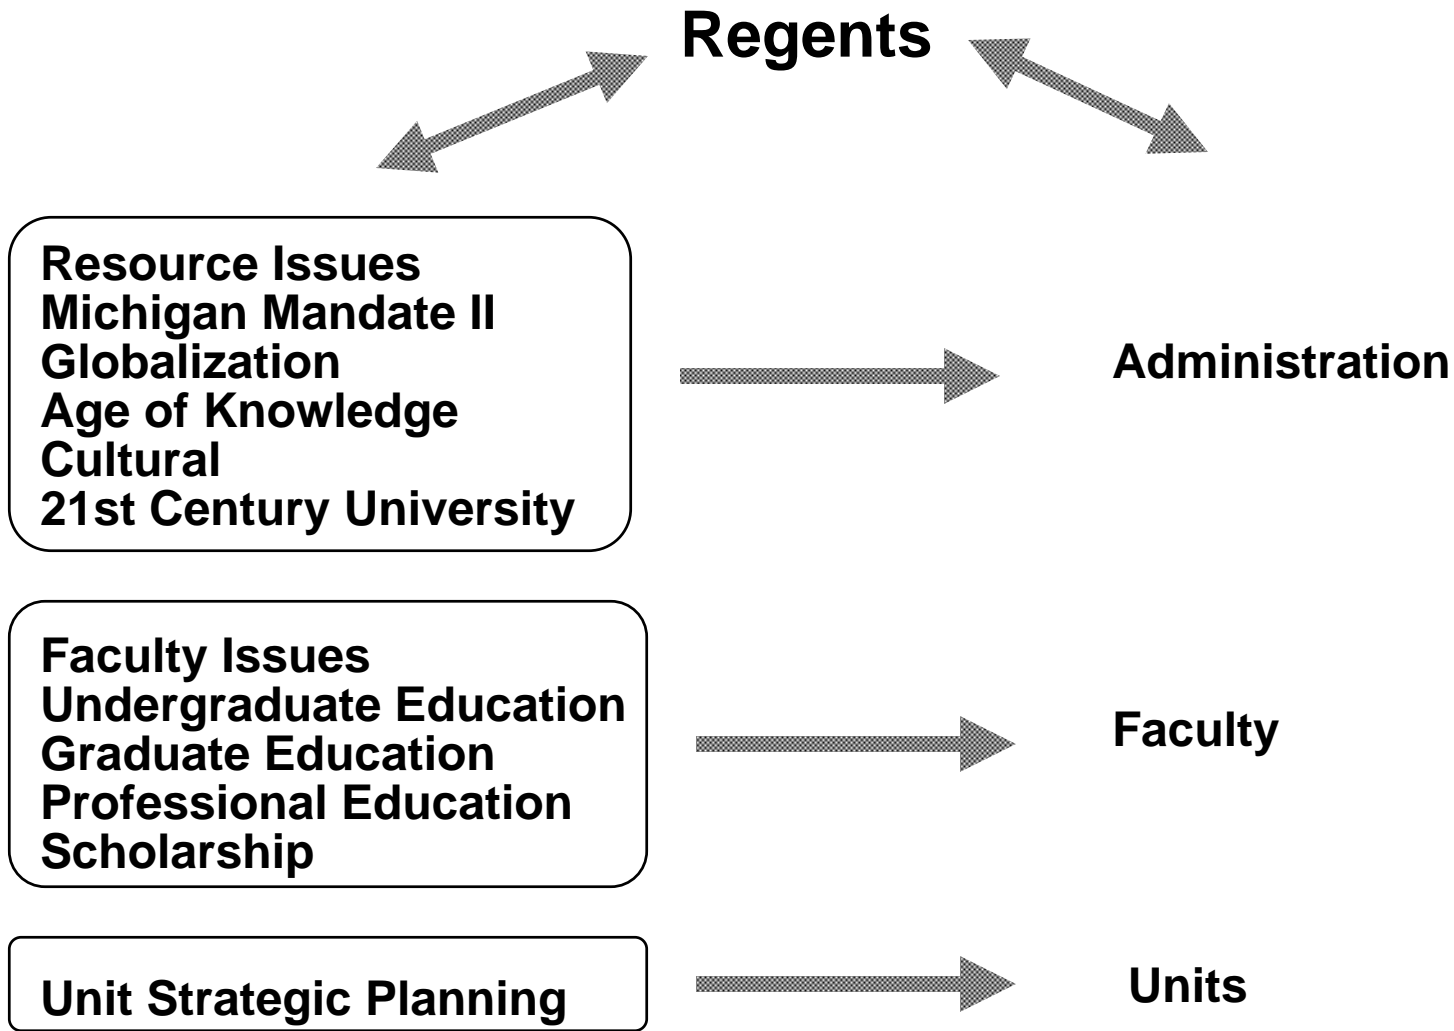 Regents
Resource Issues
Michigan Mandate II
Globalization
Age of Knowledge
Cultural
21st Century University
Administration
Faculty Issues
Undergraduate Education
Graduate Education
Professional Education
Scholarship
Faculty
Unit Strategic Planning
Units